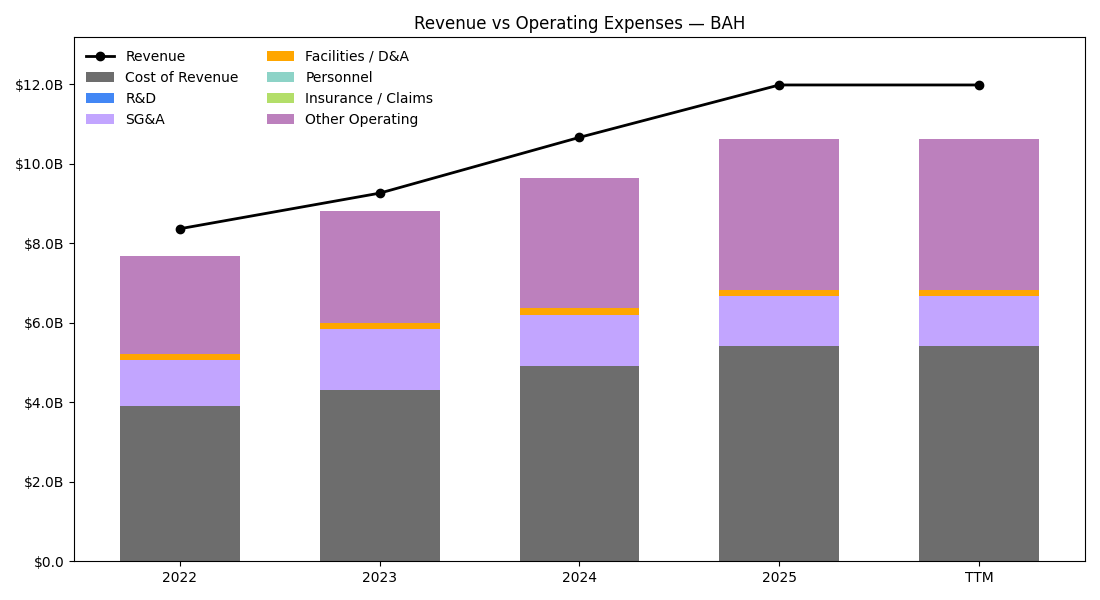 Revenue vs Operating Expenses — BAH
Revenue
Cost of Revenue
R&D
SG&A
Facilities / D&A
Personnel
Insurance / Claims
Other Operating
$12.0B
$10.0B
$8.0B
$6.0B
$4.0B
$2.0B
$0.0
2022
2023
2024
2025
TTM